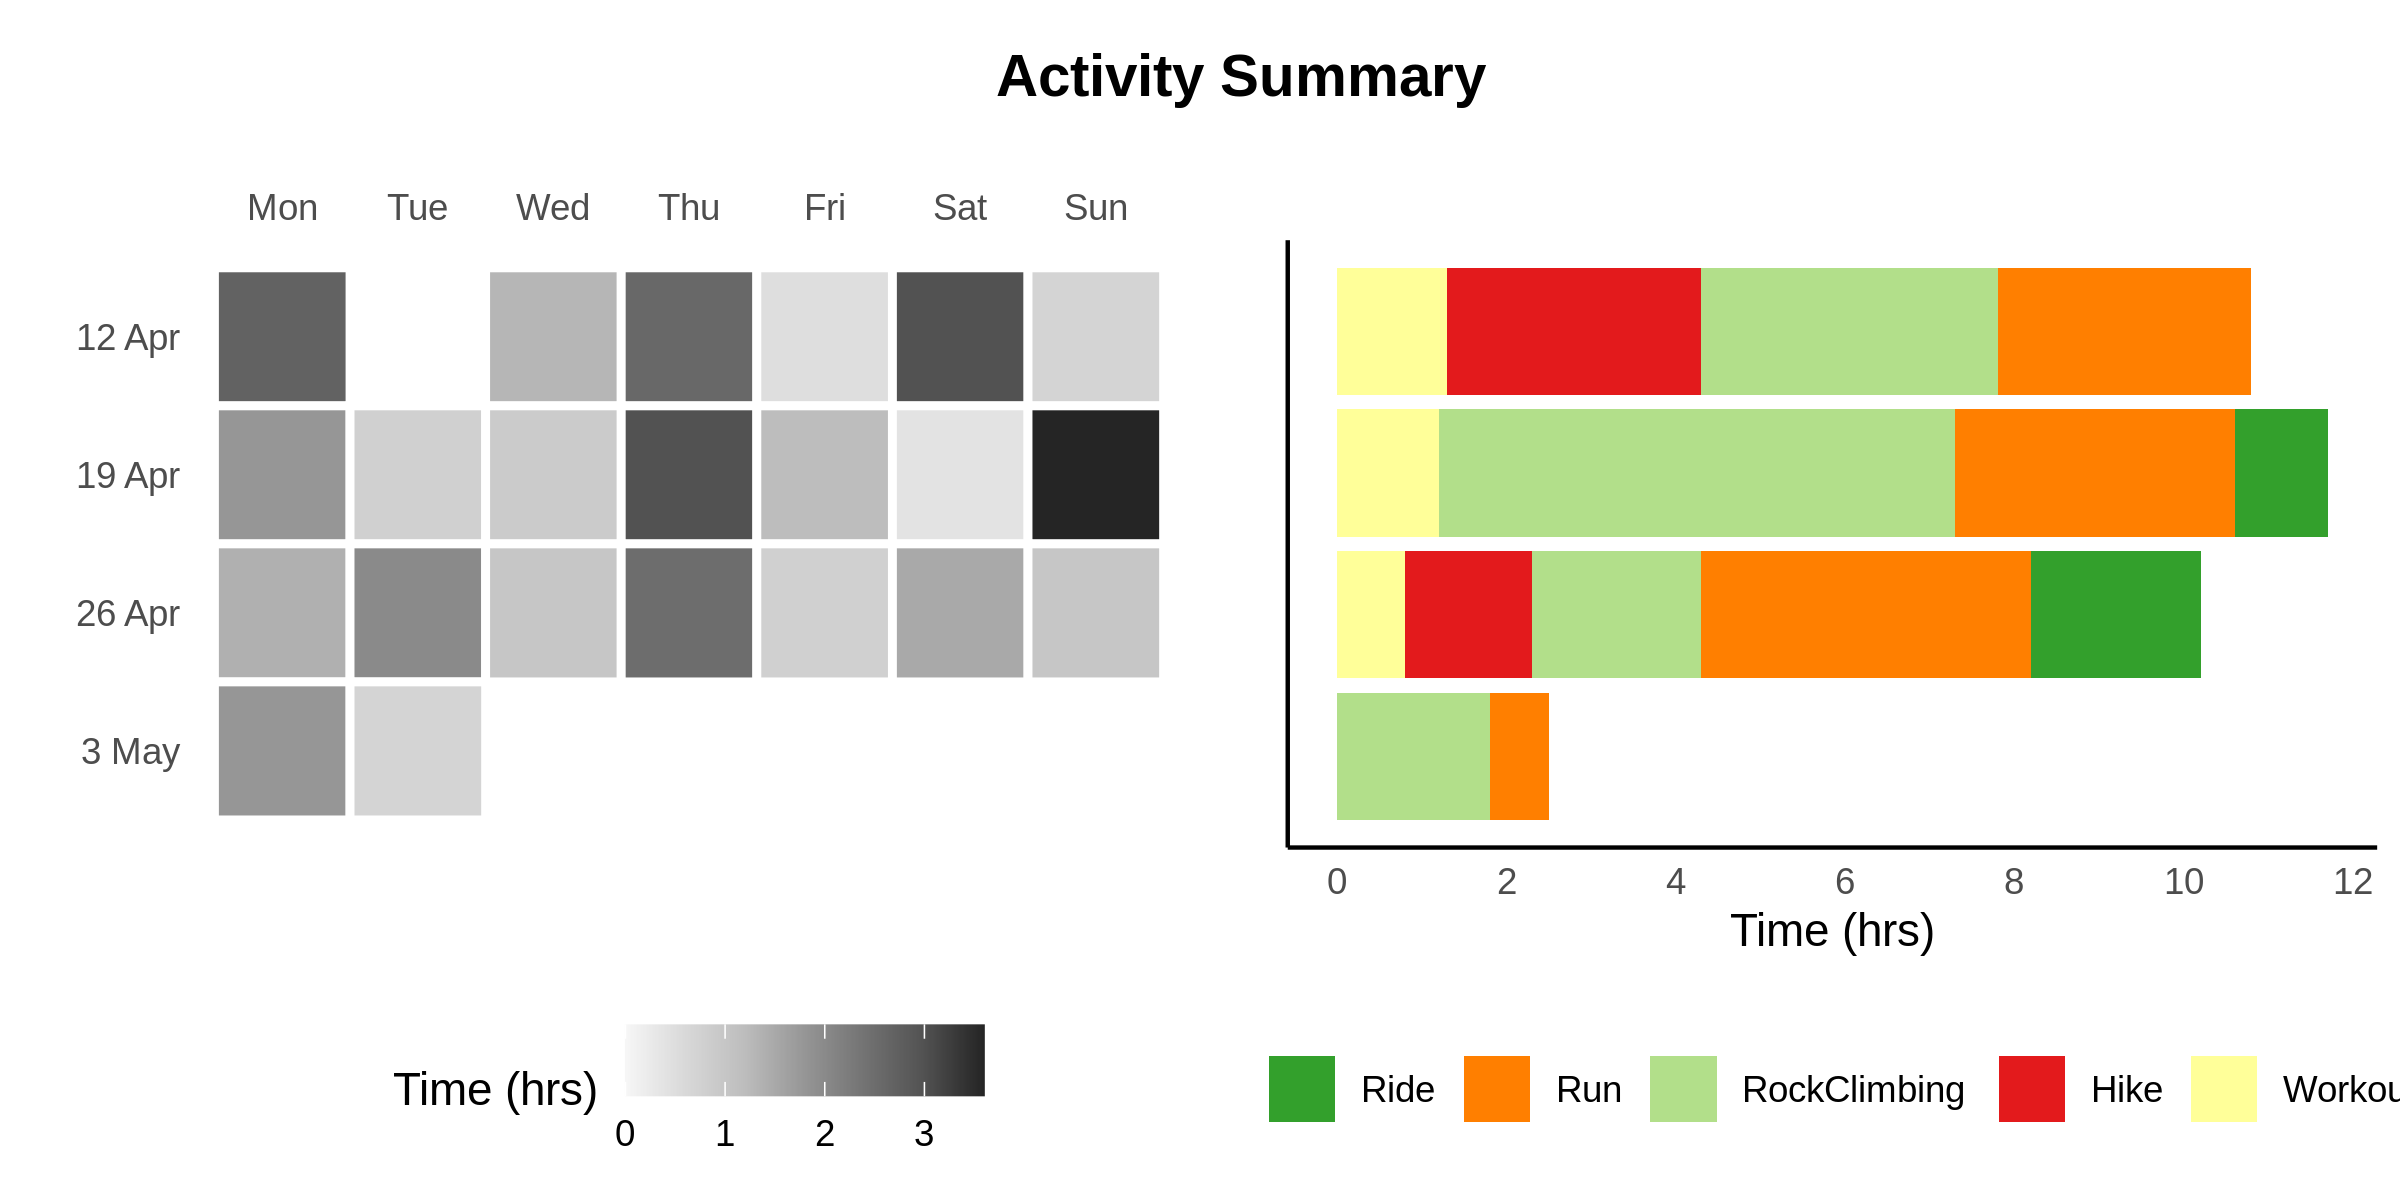 Activity Summary
Mon Tue Wed Thu Fri Sat Sun
12 Apr
19 Apr
26 Apr
3 May
0 2 4 6 8 10 12
Time (hrs)
Time (hrs)
0 1 2 3
Ride Run RockClimbing Hike Workou